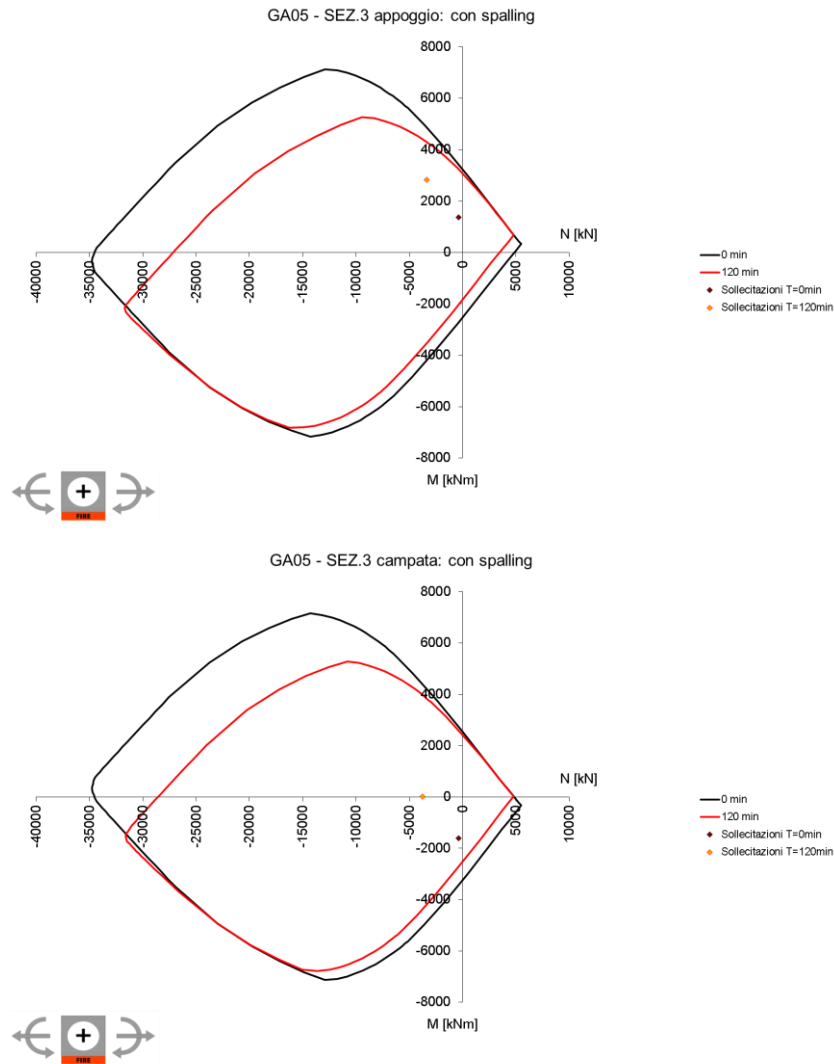 GA05 - SEZ.3 appoggio: con spalling
8000
6000
4000
2000
N [kN]
0
-40000
-35000
-30000
-25000
-20000
-15000
-10000
-5000
0
5000
10000
-2000
-4000
-6000
-8000
M [kNm]
0 min
120 min
Sollecitazioni T=0min
Sollecitazioni T=120min
FIRE
GA05 - SEZ.3 campata: con spalling
8000
6000
4000
2000
N [kN]
0
-40000
-35000
-30000
-25000
-20000
-15000
-10000
-5000
0
5000
10000
-2000
-4000
-6000
-8000
M [kNm]
0 min
120 min
Sollecitazioni T=0min
Sollecitazioni T=120min
FIRE